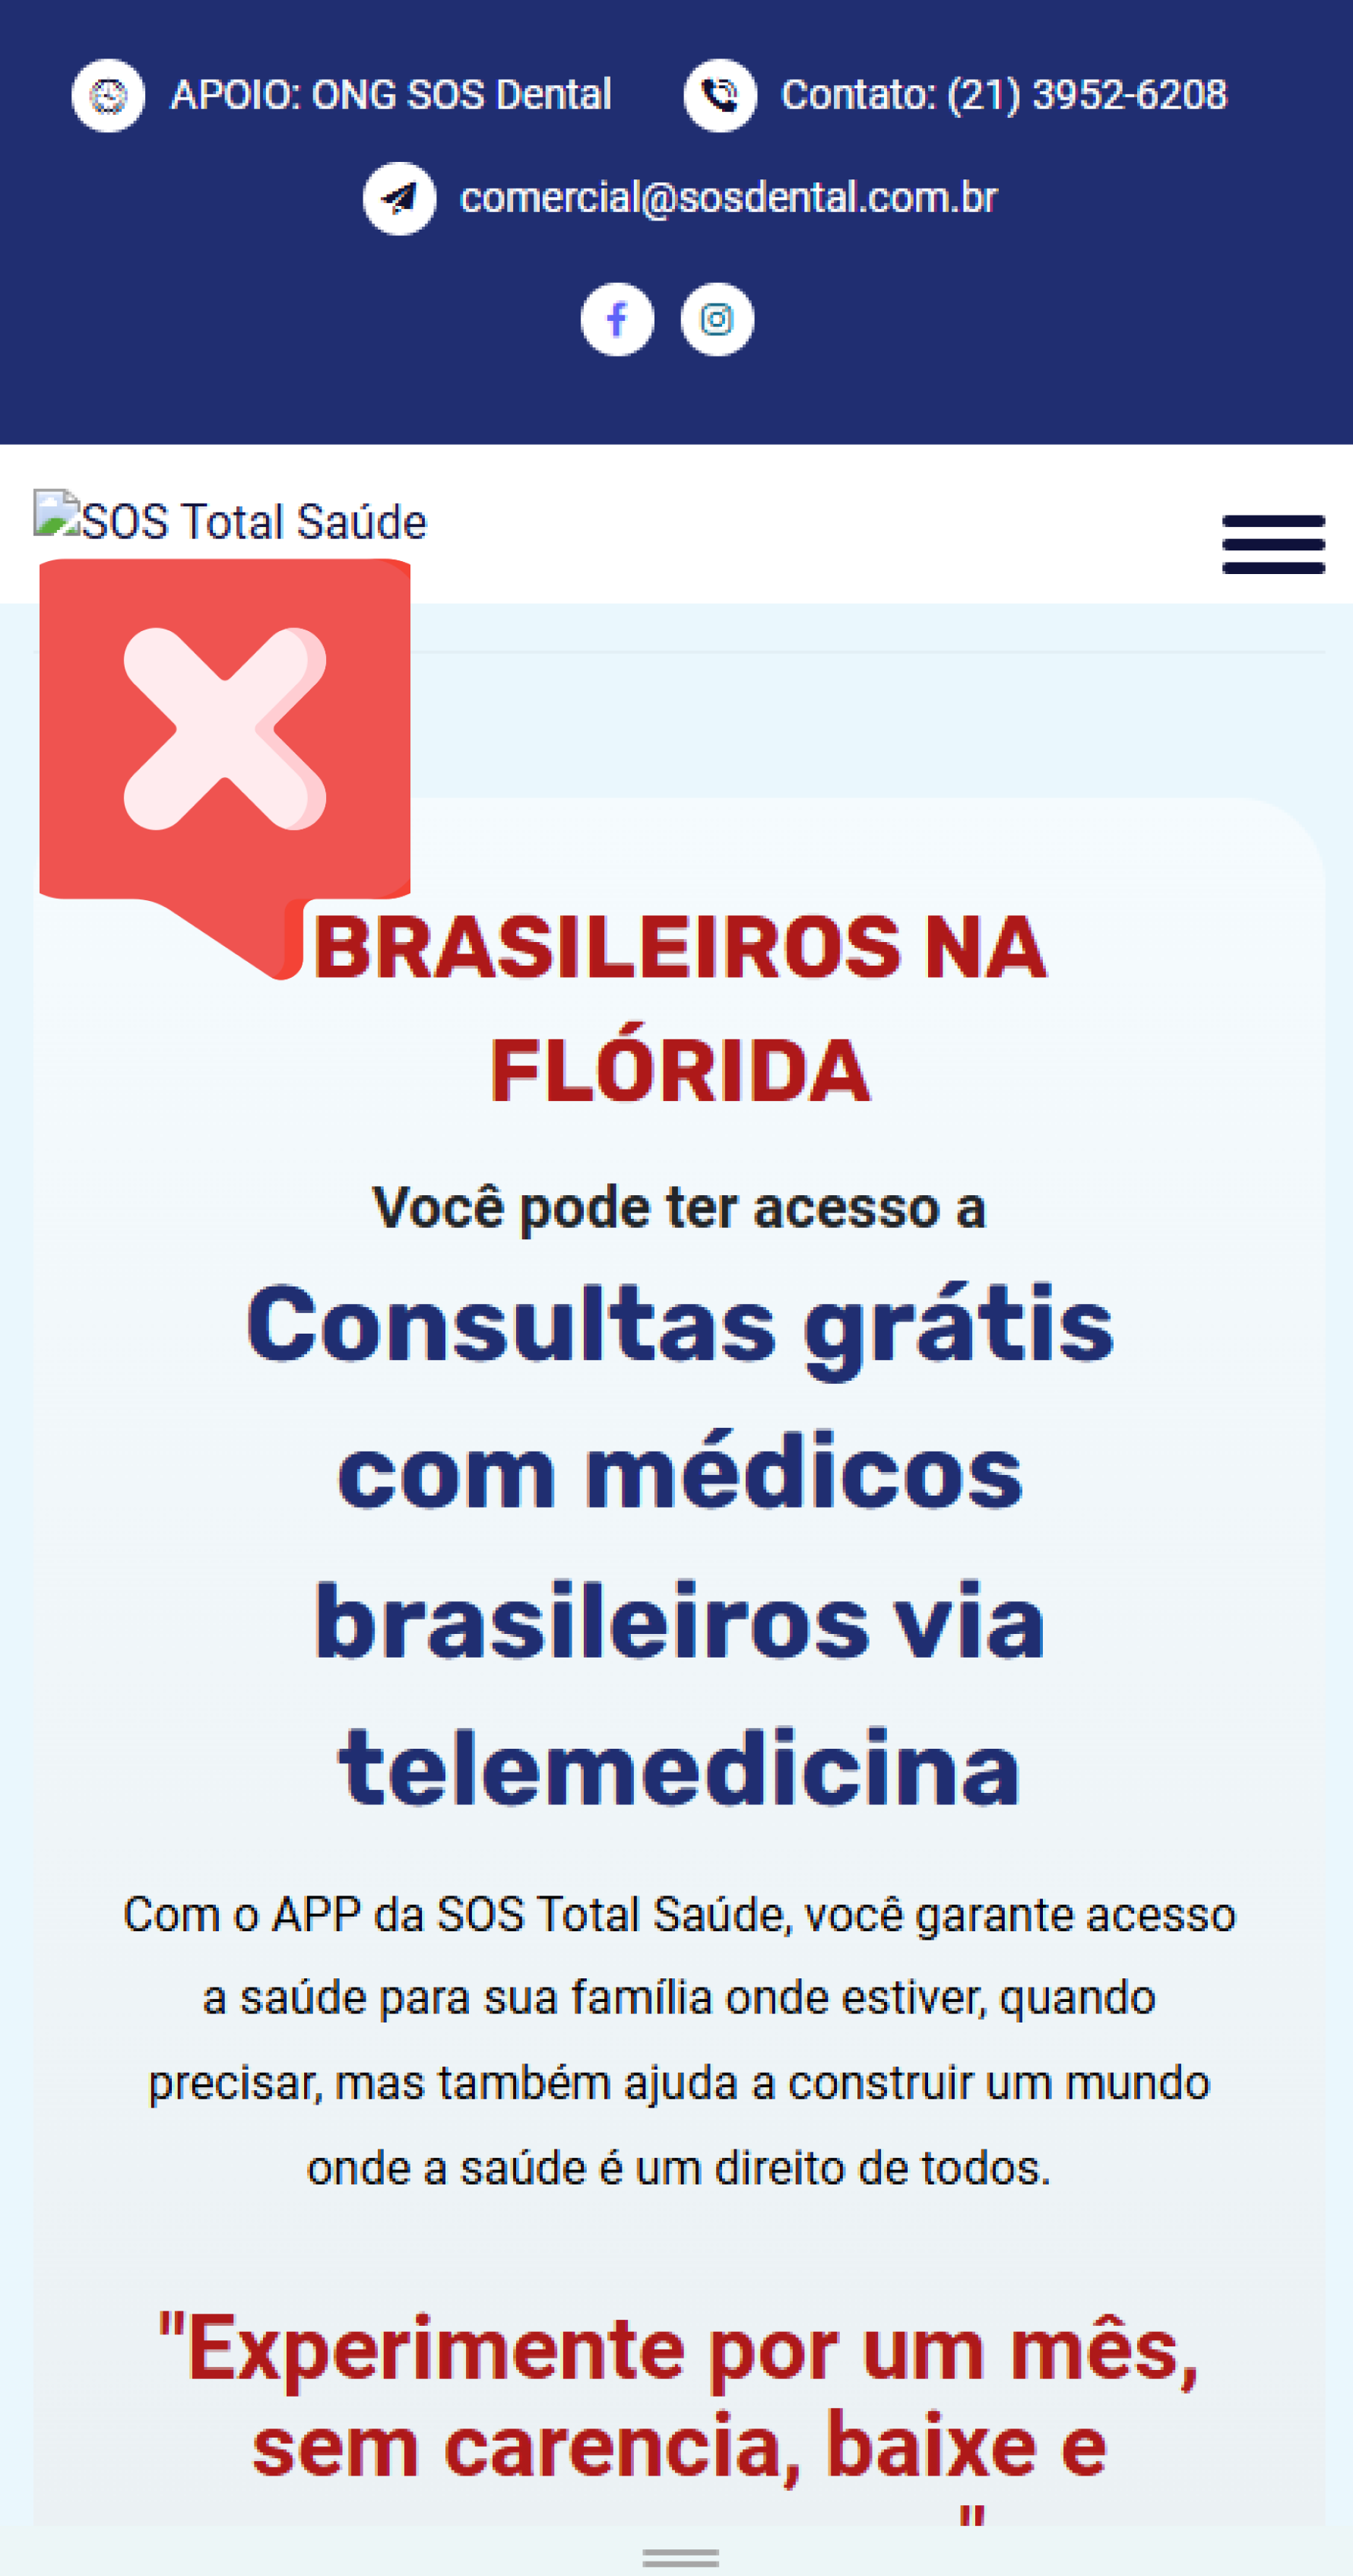 APOIO: ONG SOS Dental
Contato: (21) 3952-6208
comercial@sosdental.com.br
SOS Total Saúde
BRASILEIROS NA
FLÓRIDA
Você pode ter acesso a
Consultas grátis
com médicos
brasileiros via
telemedicina
Com o APP da SOS Total Saúde, você garante acesso
a saúde para sua família onde estiver, quando
precisar, mas também ajuda a construir um mundo
onde a saúde é um direito de todos.
"Experimente por um mês,
sem carencia, baixe e
"